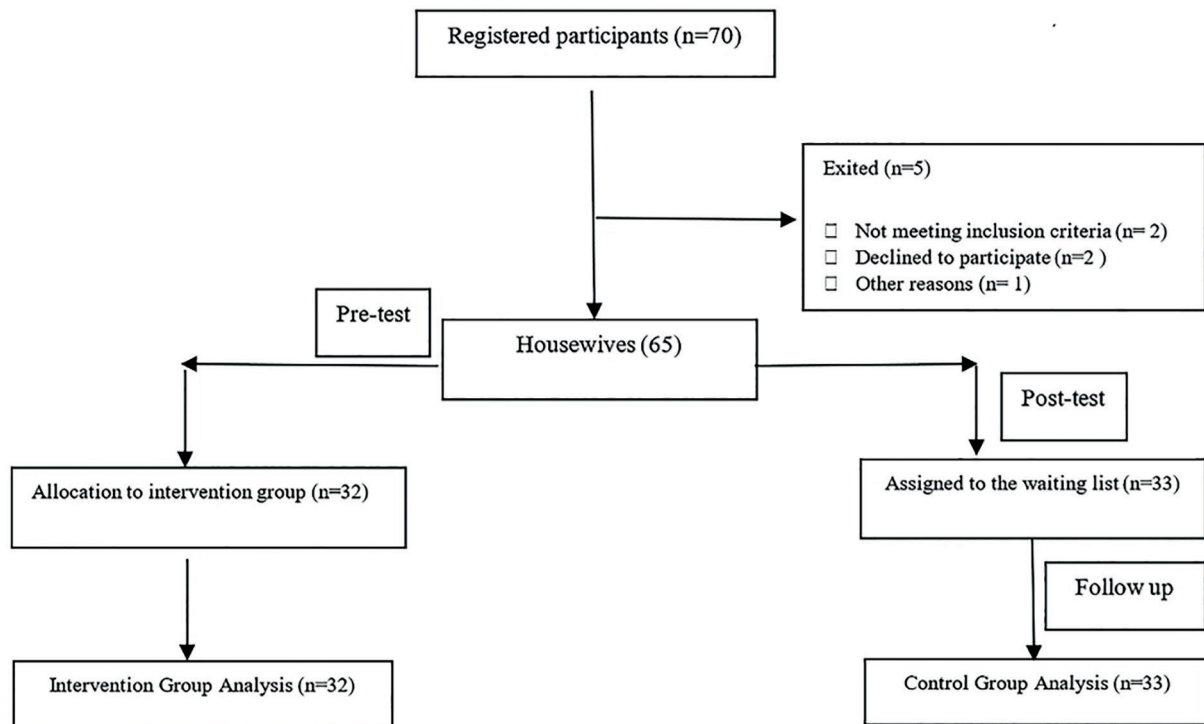 Registered participants (n=70)
Exited (n=5)
Not meeting inclusion criteria (n= 2)
Declined to participate (n=2 )
Other reasons (n= 1)
Pre-test
Housewives (65)
Post-test
Allocation to intervention group (n=32)
Assigned to the waiting list (n=33)
Follow up
Intervention Group Analysis (n=32)
Control Group Analysis (n=33)